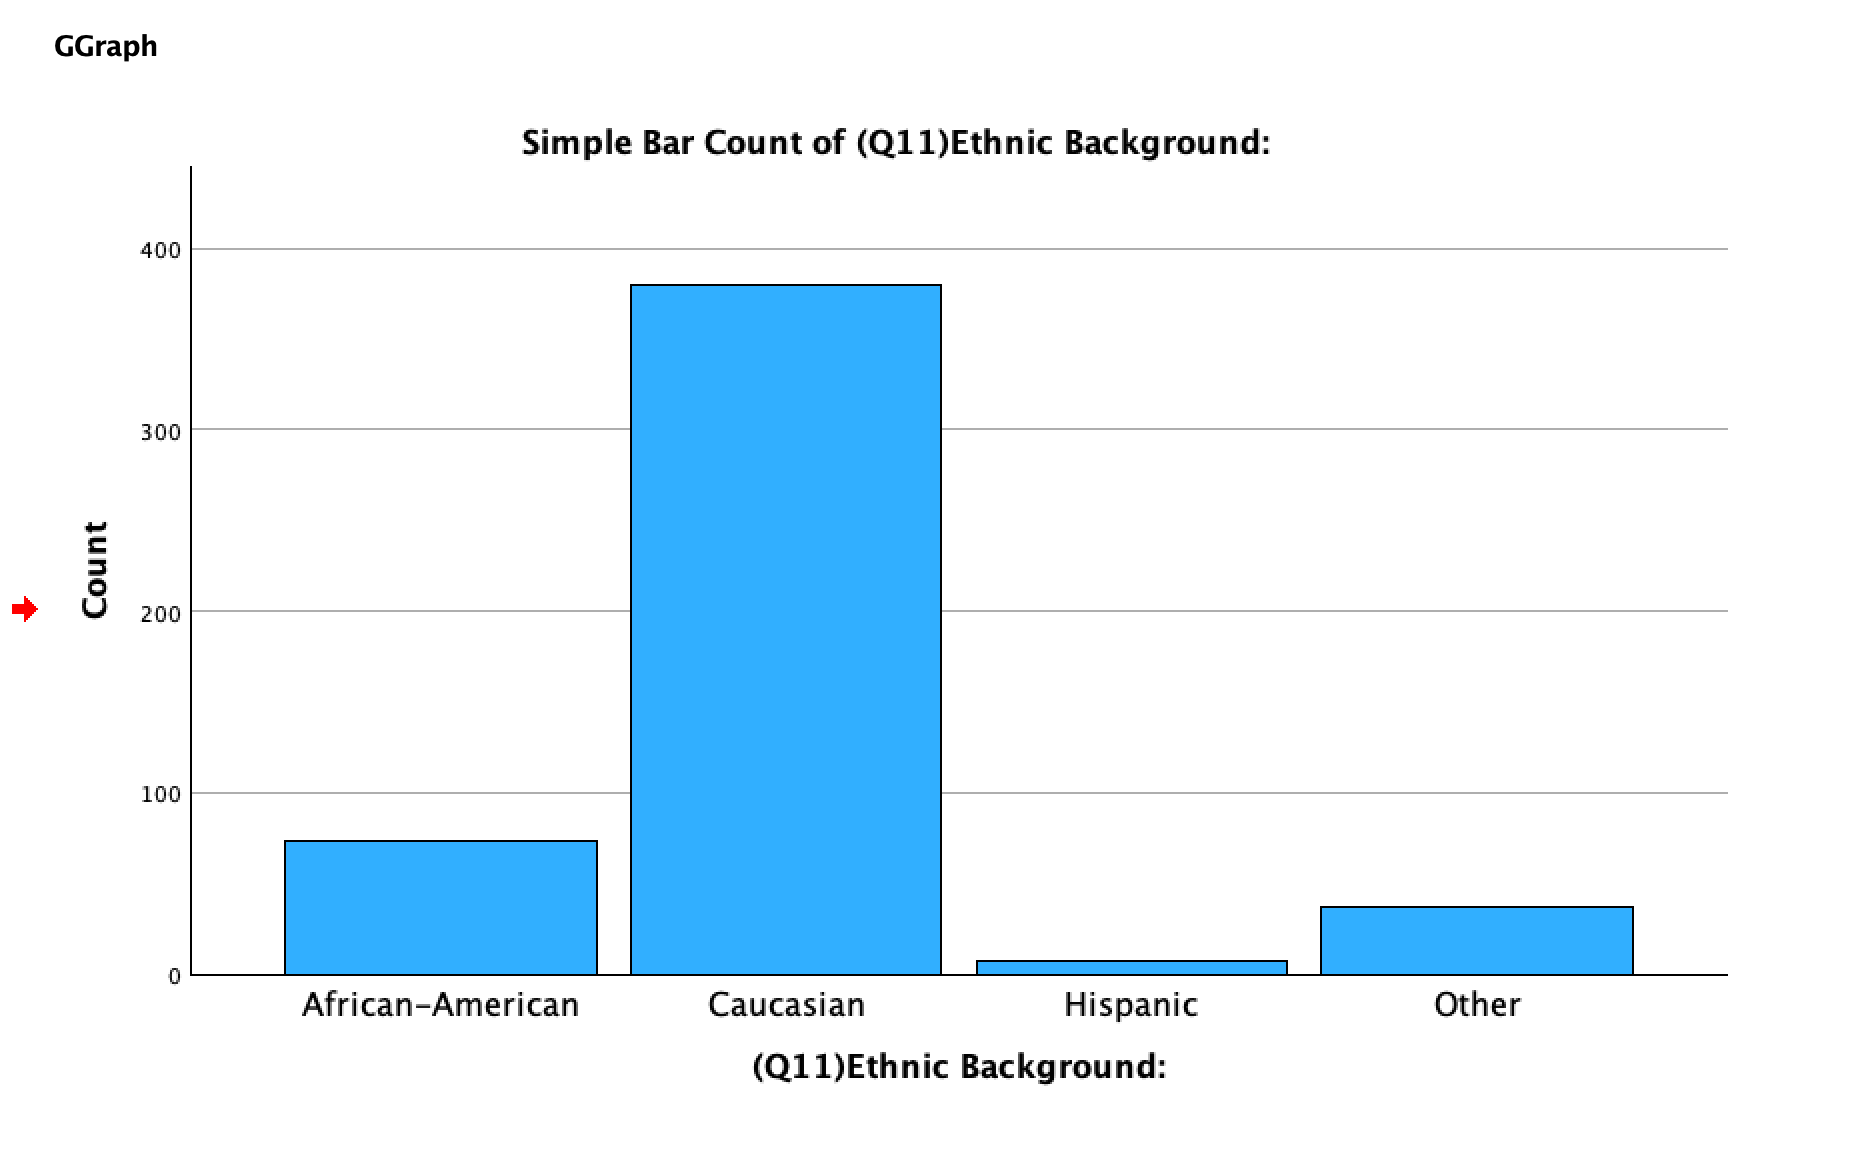 GGraph
Simple Bar Count of (Q11)Ethnic Background:
400
300
200
100
0
Count
African-American
Caucasian
Hispanic
Other
(Q11)Ethnic Background: